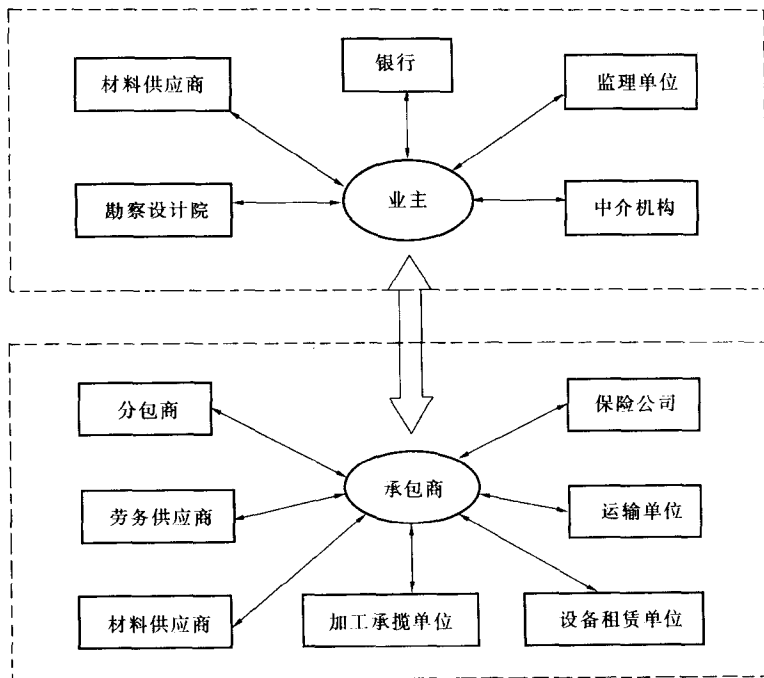 银行
材料供应商
监理单位
业主
勘察设计院
中介机构
分包商
保险公司
承包商
劳务供应商
运输单位
材料供应商
加工承揽单位
设备租赁单位